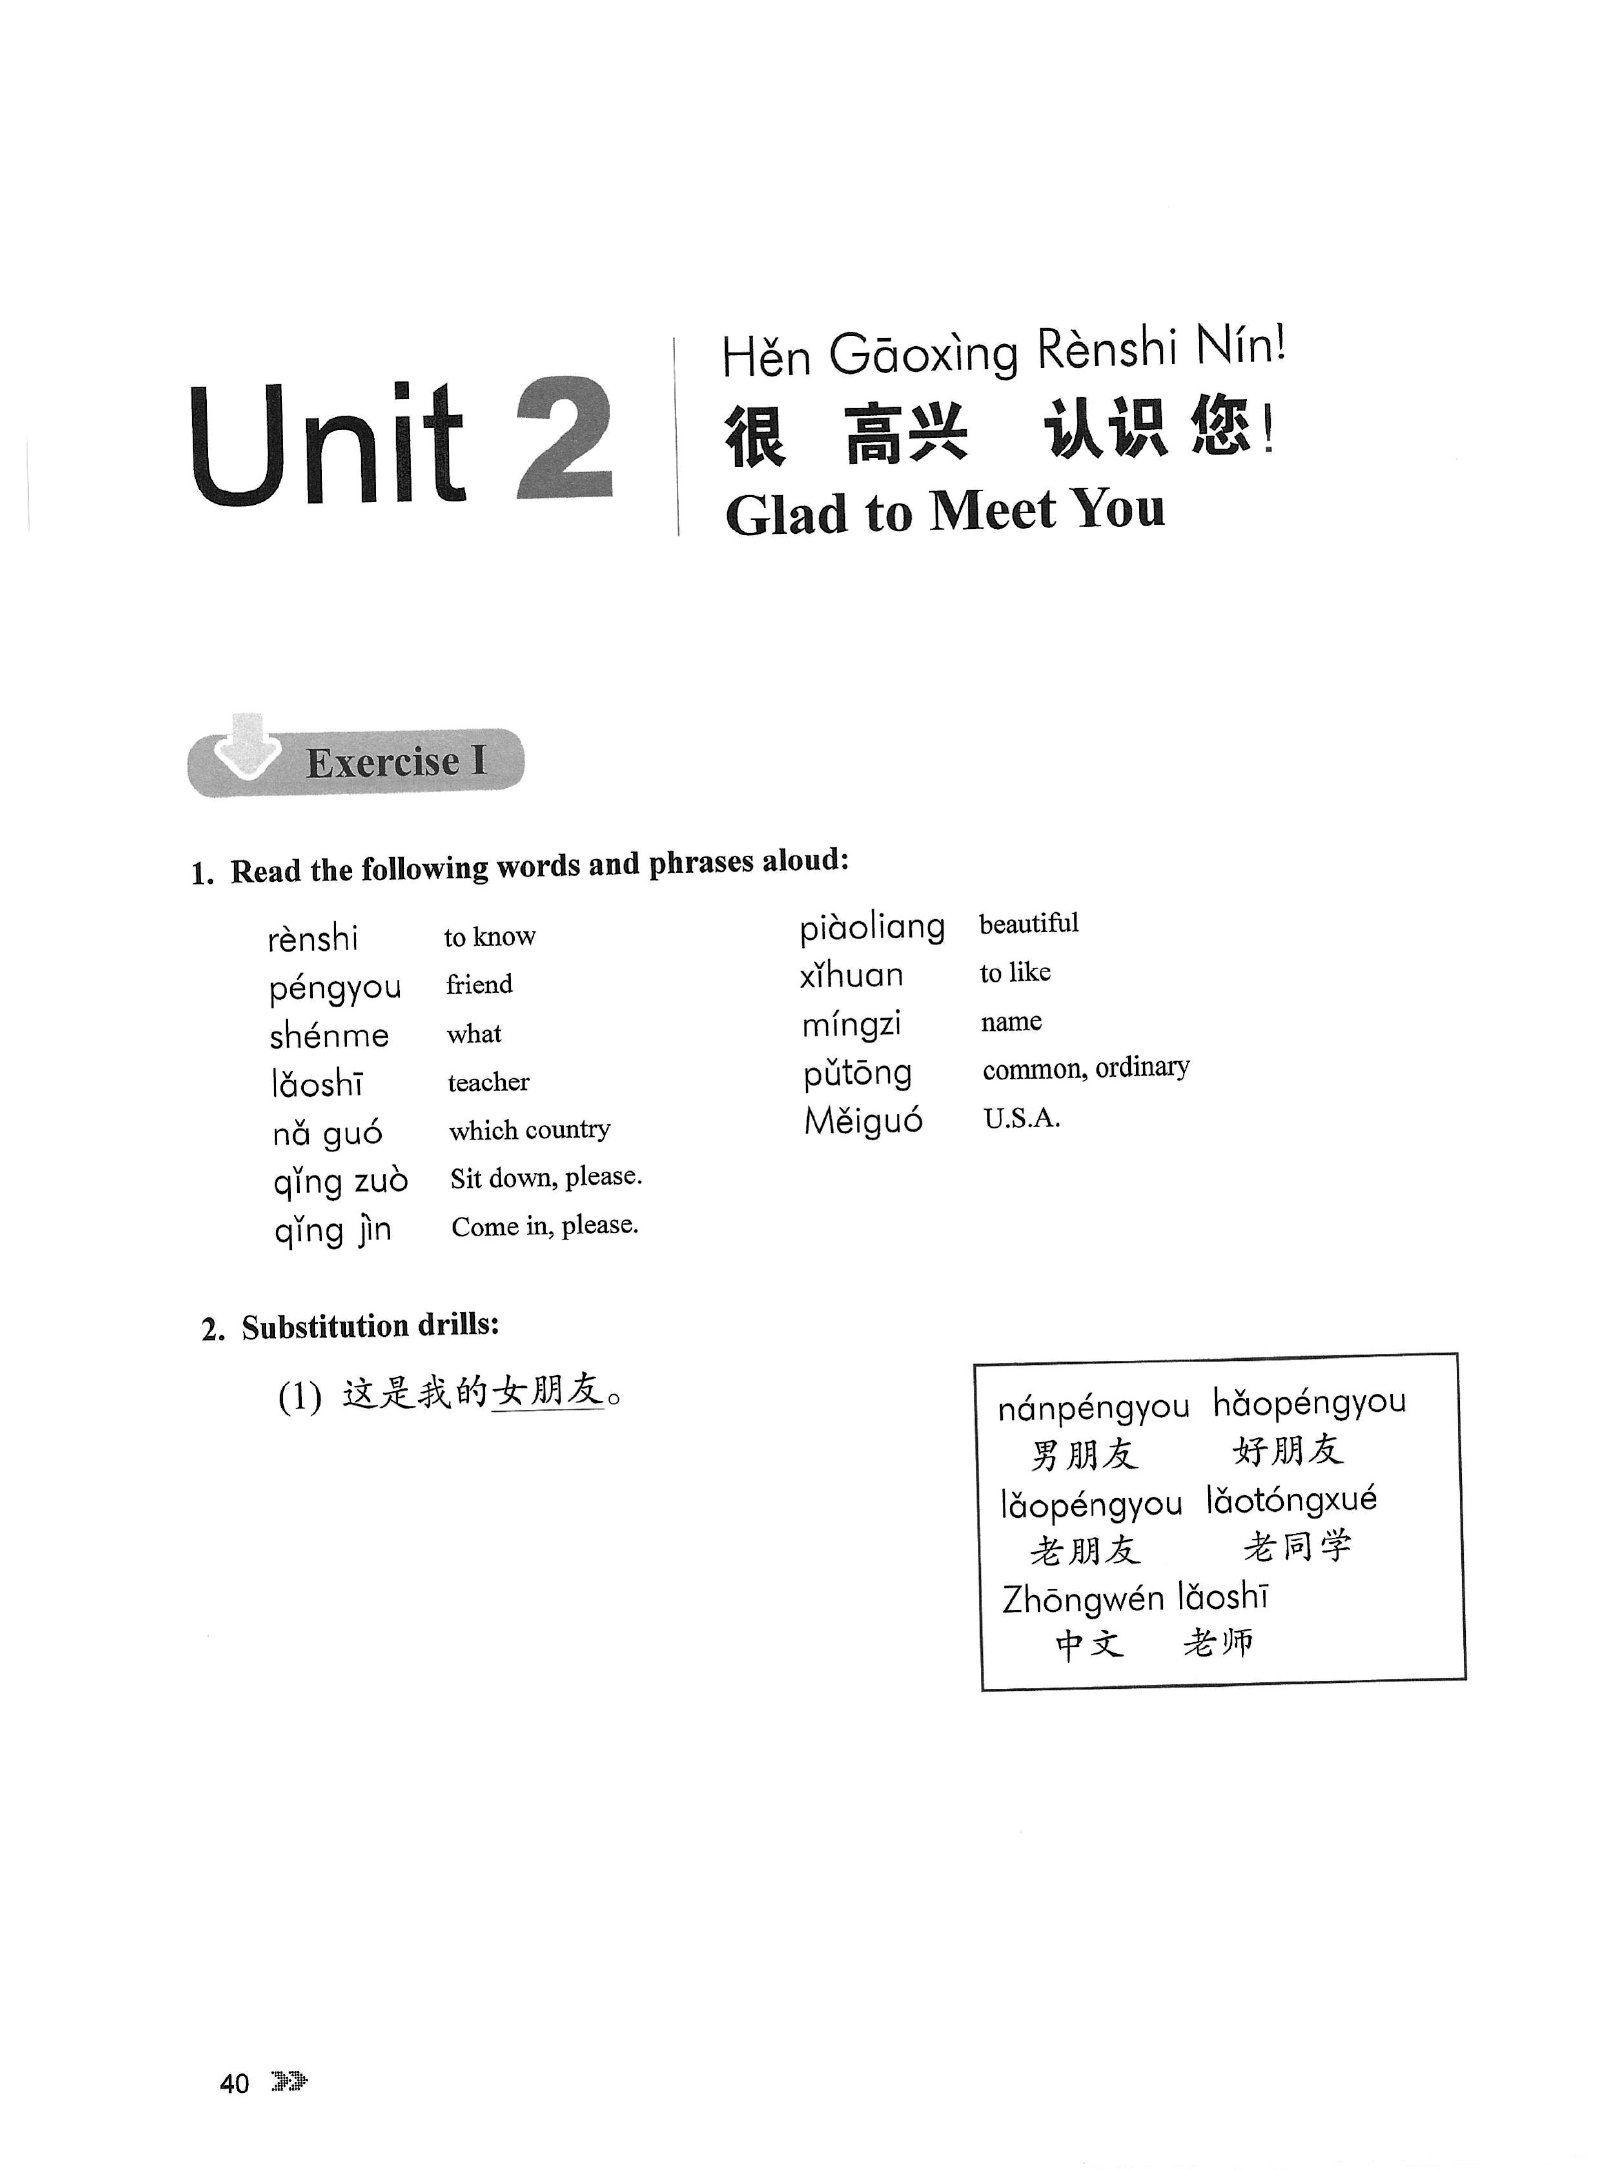 Unit 2
Hěn Gāoxìng Rènshi Nín!
很 高兴 认识 您!
Glad to Meet You
Exercise I
1. Read the following words and phrases aloud:
rènshi to know
péngyou friend
shénme what
lǎoshī teacher
nǎ guó which country
qǐng zuò Sit down, please.
qǐng jìn Come in, please.
piàoliang beautiful
xǐhuan to like
míngzi name
pǔtōng common, ordinary
Měiguó U.S.A.
2. Substitution drills:
(1) 这是我的女朋友。
nánpéngyou hǎopéngyou
男朋友 好朋友
lǎopéngyou lǎotóngxué
老朋友 老同学
Zhōngwén lǎoshī
中文 老师
40